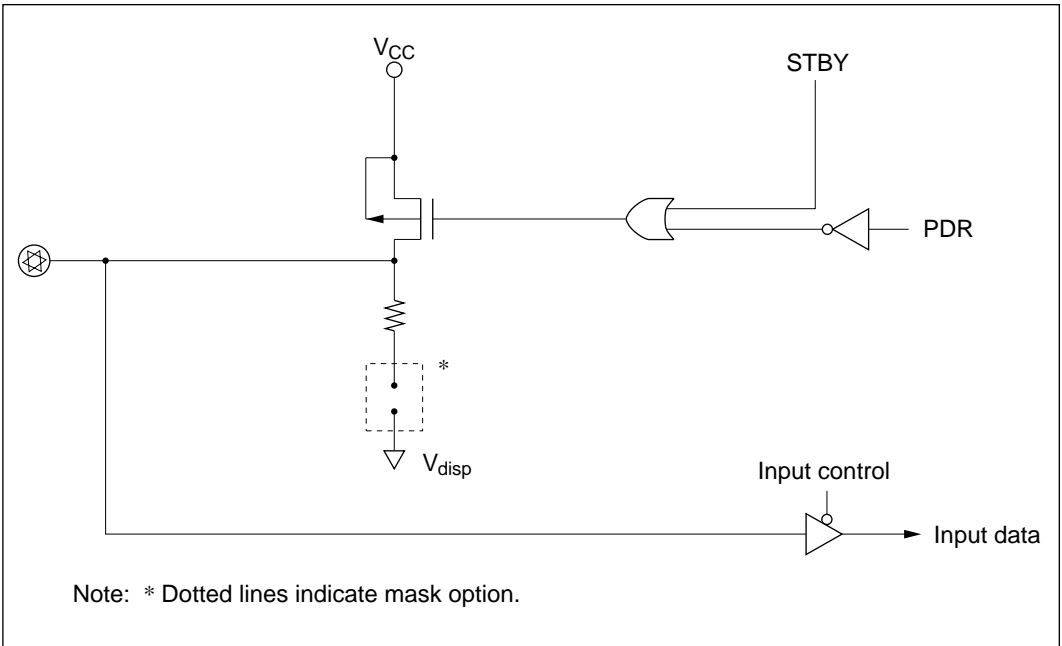 VCC
STBY
PDR
*
Vdisp
Input control
Input data
Note: * Dotted lines indicate mask option.